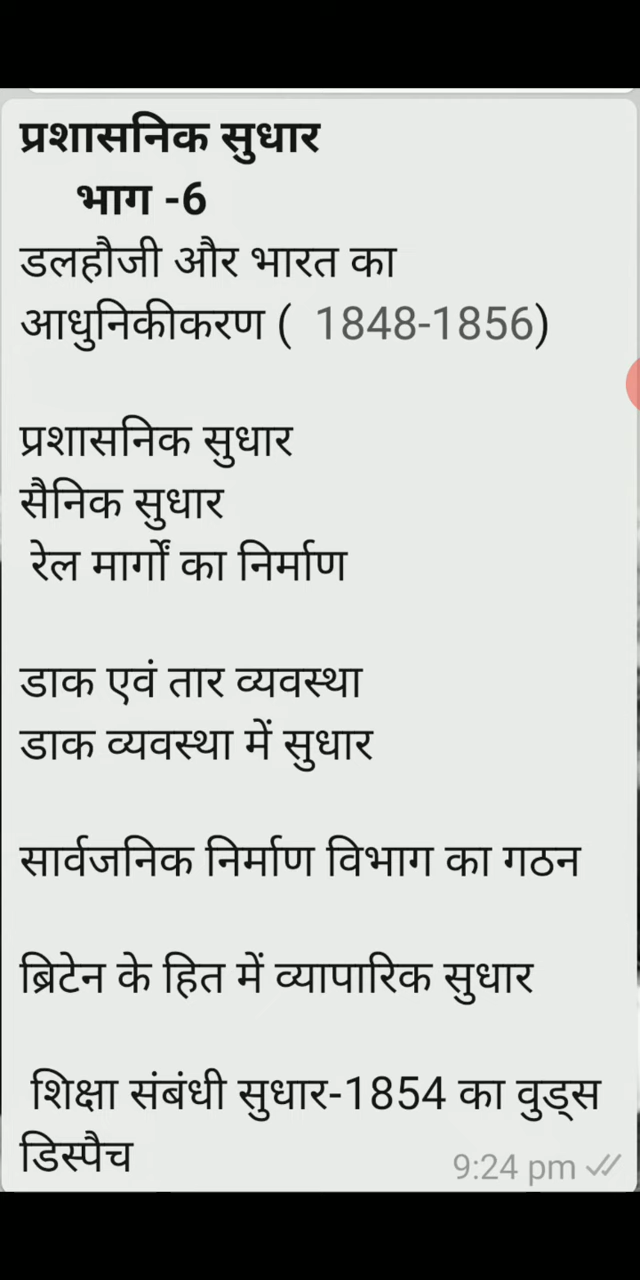 प्रशासनिक सुधार
भाग -6
डलहौजी और भारत का
आधुनिकीकरण ( 1848-1856)
प्रशासनिक सुधार
सैनिक सुधार
रेल मार्गों का निर्माण
डाक एवं तार व्यवस्था
डाक व्यवस्था में सुधार
सार्वजनिक निर्माण विभाग का गठन
ब्रिटेन के हित में व्यापारिक सुधार
शिक्षा संबंधी सुधार-1854 का वुड्स
डिस्पैच
9:24 pm